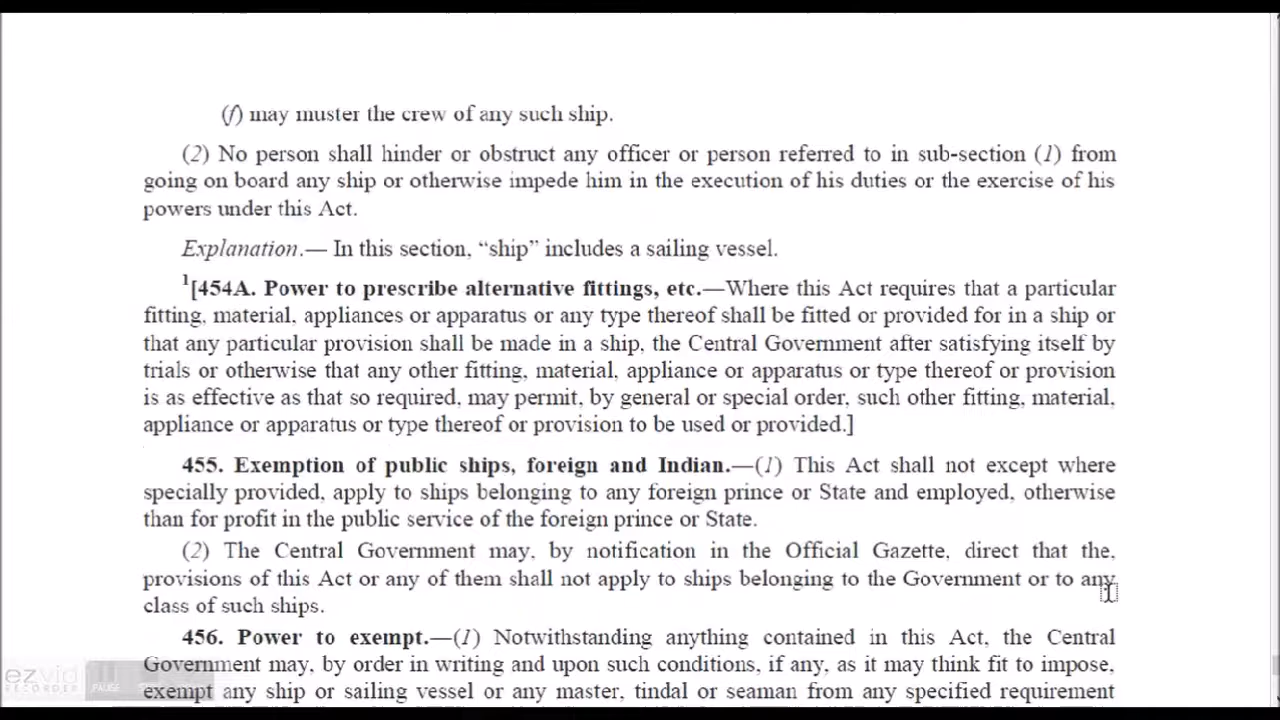 (f) may muster the crew of any such ship.
(2) No person shall hinder or obstruct any officer or person referred to in sub-section (1) from
going on board any ship or otherwise impede him in the execution of his duties or the exercise of his
powers under this Act.
Explanation.— In this section, “ship” includes a sailing vessel.
1[454A. Power to prescribe alternative fittings, etc.—Where this Act requires that a particular
fitting, material, appliances or apparatus or any type thereof shall be fitted or provided for in a ship or
that any particular provision shall be made in a ship, the Central Government after satisfying itself by
trials or otherwise that any other fitting, material, appliance or apparatus or type thereof or provision
is as effective as that so required, may permit, by general or special order, such other fitting, material,
appliance or apparatus or type thereof or provision to be used or provided.]
455. Exemption of public ships, foreign and Indian.—(1) This Act shall not except where
specially provided, apply to ships belonging to any foreign prince or State and employed, otherwise
than for profit in the public service of the foreign prince or State.
(2) The Central Government may, by notification in the Official Gazette, direct that the,
provisions of this Act or any of them shall not apply to ships belonging to the Government or to any
class of such ships.
456. Power to exempt.—(1) Notwithstanding anything contained in this Act, the Central
Government may, by order in writing and upon such conditions, if any, as it may think fit to impose,
exempt any ship or sailing vessel or any master, tindal or seaman from any specified requirement
ezvid
RECORDER
PAUSE